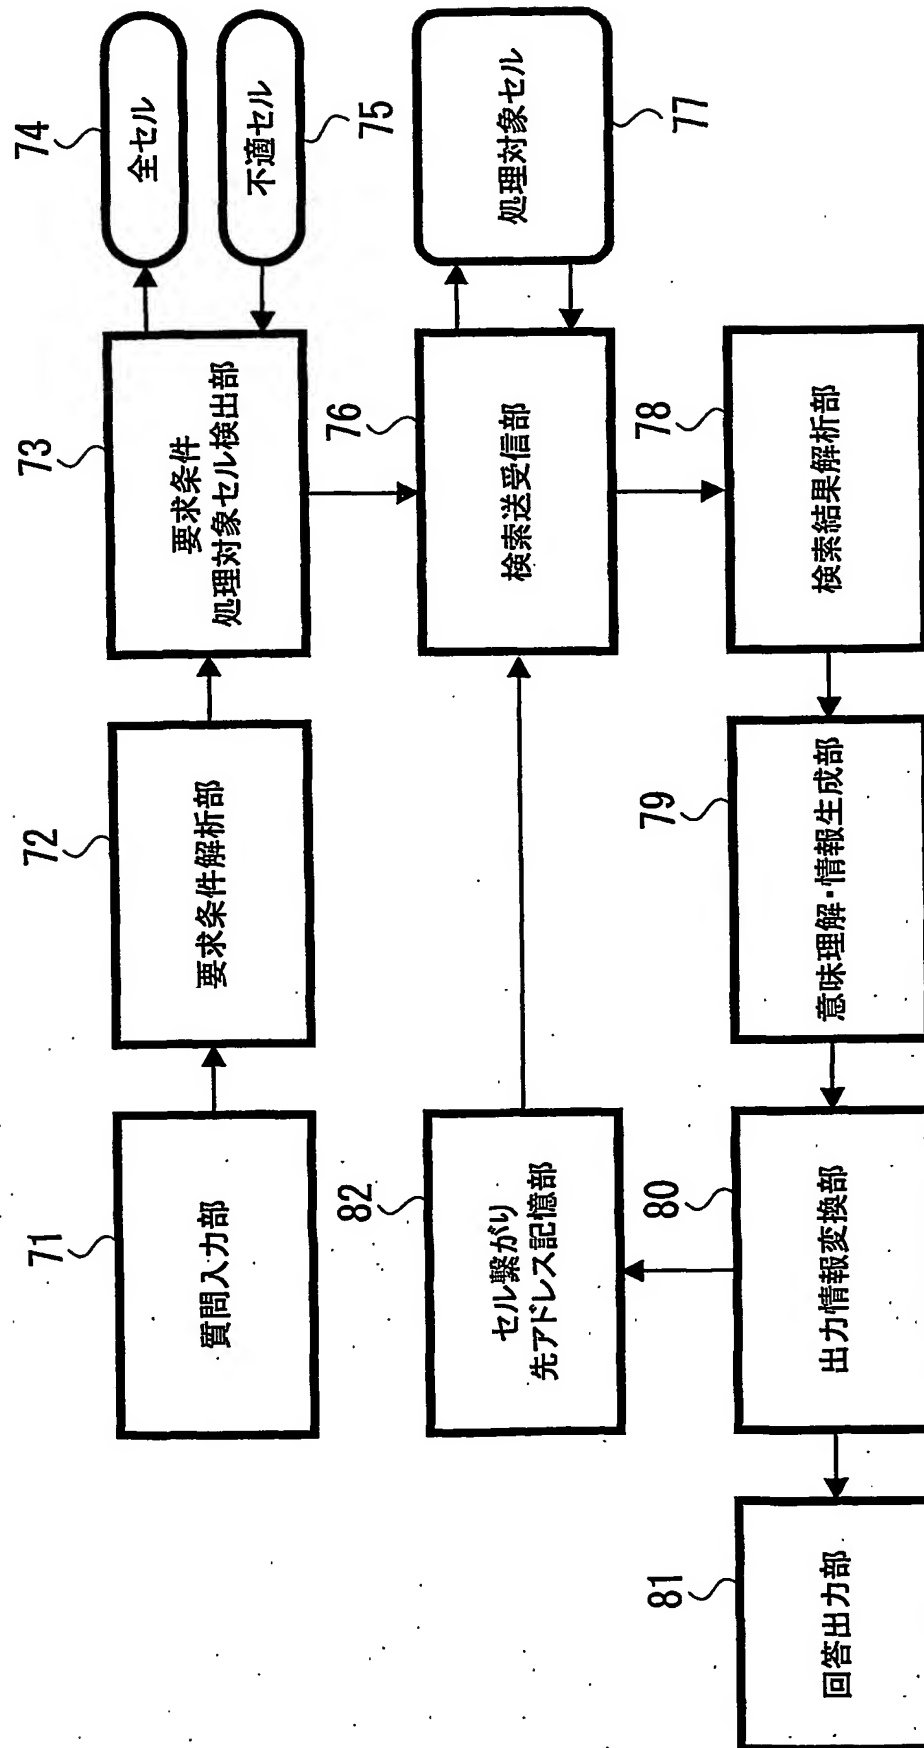 71
質問入力部
72
要求条件解析部
73
要求条件
処理対象セル検出部
74
全セル
75
不適セル
76
検索送受信部
77
処理対象セル
78
検索結果解析部
79
意味理解・情報生成部
80
出力情報変換部
81
回答出力部
82
セル繋がり
先アドレス記憶部